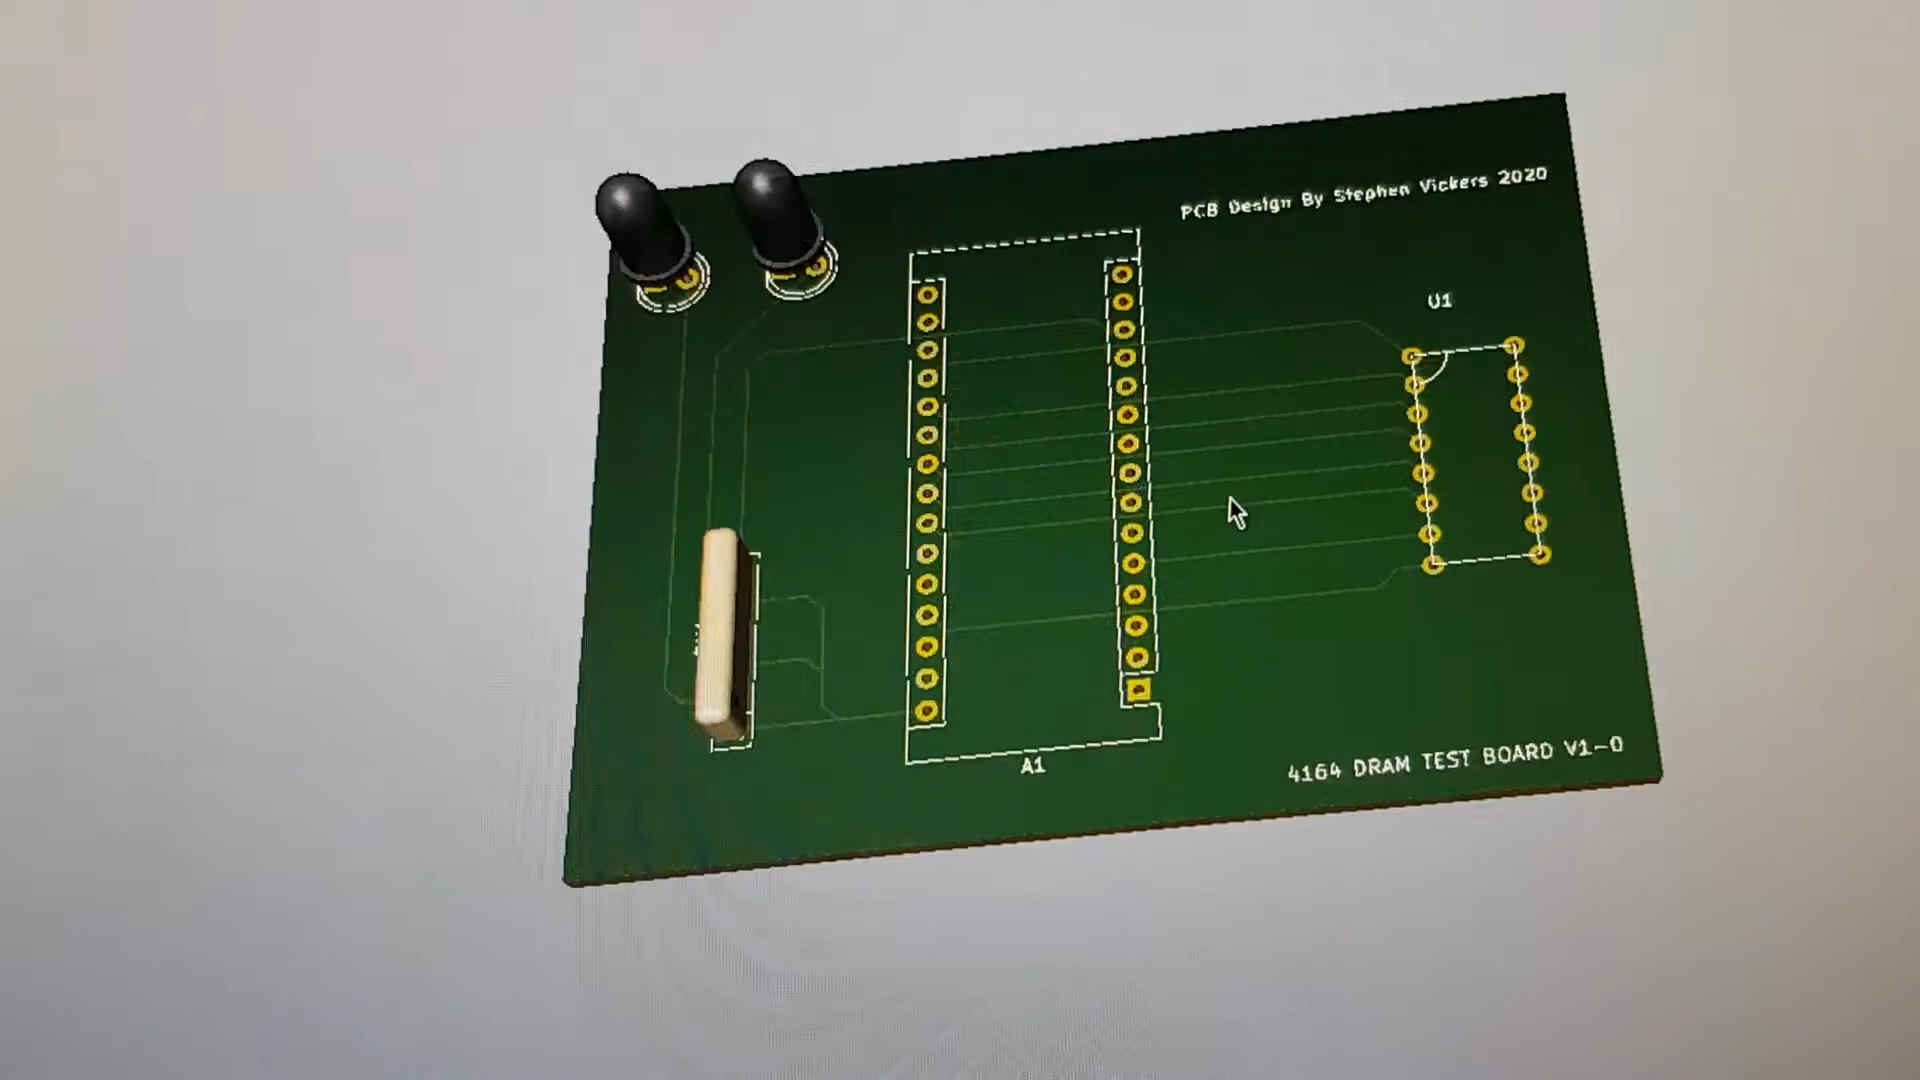 PCB Design By Stephen Vickers 2020
U1
A1
4164 DRAM TEST BOARD V1-0